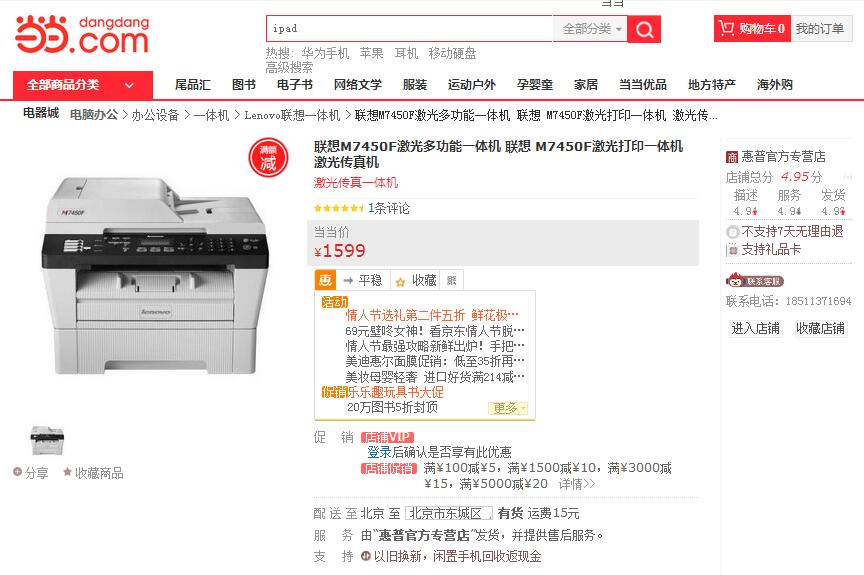 当当
dangdang
.com
ipad
全部分类
购物车 0
我的订单
热搜: 华为手机 苹果 耳机 移动硬盘
高级搜索
全部商品分类
尾品汇 图书 电子书 网络文学 服装 运动户外 孕婴童 家居 当当优品 地方特产 海外购
电器城 电脑办公 > 办公设备 > 一体机 > Lenovo联想一体机 > 联想M7450F激光多功能一体机 联想 M7450F激光打印一体机 激光传...
满额
减
M7450F
lenovo
分享
收藏商品
联想M7450F激光多功能一体机 联想 M7450F激光打印一体机
激光传真机
激光传真一体机
1条评论
当当价
¥1599
惠
平稳
收藏
活动
情人节选礼第二件五折 鲜花极…
69元壁咚女神！看京东情人节脱…
情人节最强攻略新鲜出炉！手把…
美迪惠尔面膜促销：低至35折再…
美妆母婴轻奢 进口好货满214减…
促销 乐乐趣玩具书大促
20万图书5折封顶
更多
促 销 店铺VIP
登录后确认是否享有此优惠
店铺促销 满¥100减¥5，满¥1500减¥10，满¥3000减
¥15，满¥5000减¥20 详情>>
配 送 至 北京 至 北京市东城区 有货 运费15元
服 务 由“惠普官方专营店”发货，并提供售后服务。
支 持 以旧换新，闲置手机回收返现金
商 惠普官方专营店
店铺总分 4.95分
描述 服务 发货
4.9 4.9 4.9
不支持7天无理由退
支持礼品卡
联系客服
联系电话: 18511371694
进入店铺 收藏店铺